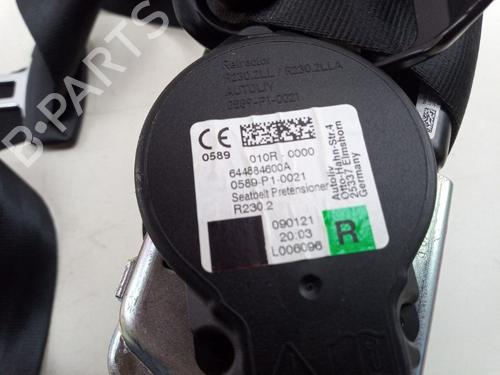 Retractor
R230.2LL / R230.2LLA
AUTOLIV
0589-P1-0021
CE
0589
010R - 0000
644884600A
0589-P1-0021
Seatbelt Pretensioner
R230.2
090121
20:03
L006096
R
Autoliv
Otto-Hahn-Str.4
25337 Elmshorn
Germany
B-PARTS